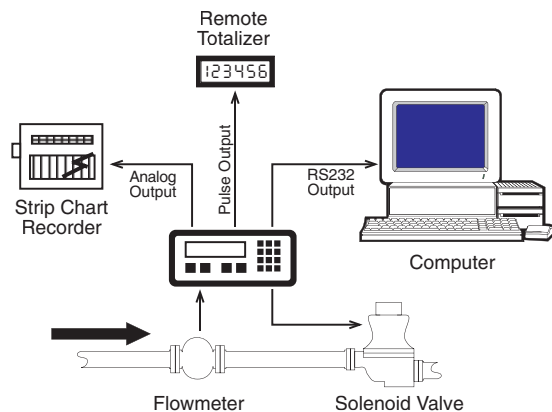 Remote
Totalizer
123456
Pulse Output
Analog
Output
RS232
Output
Strip Chart
Recorder
Computer
Flowmeter
Solenoid Valve